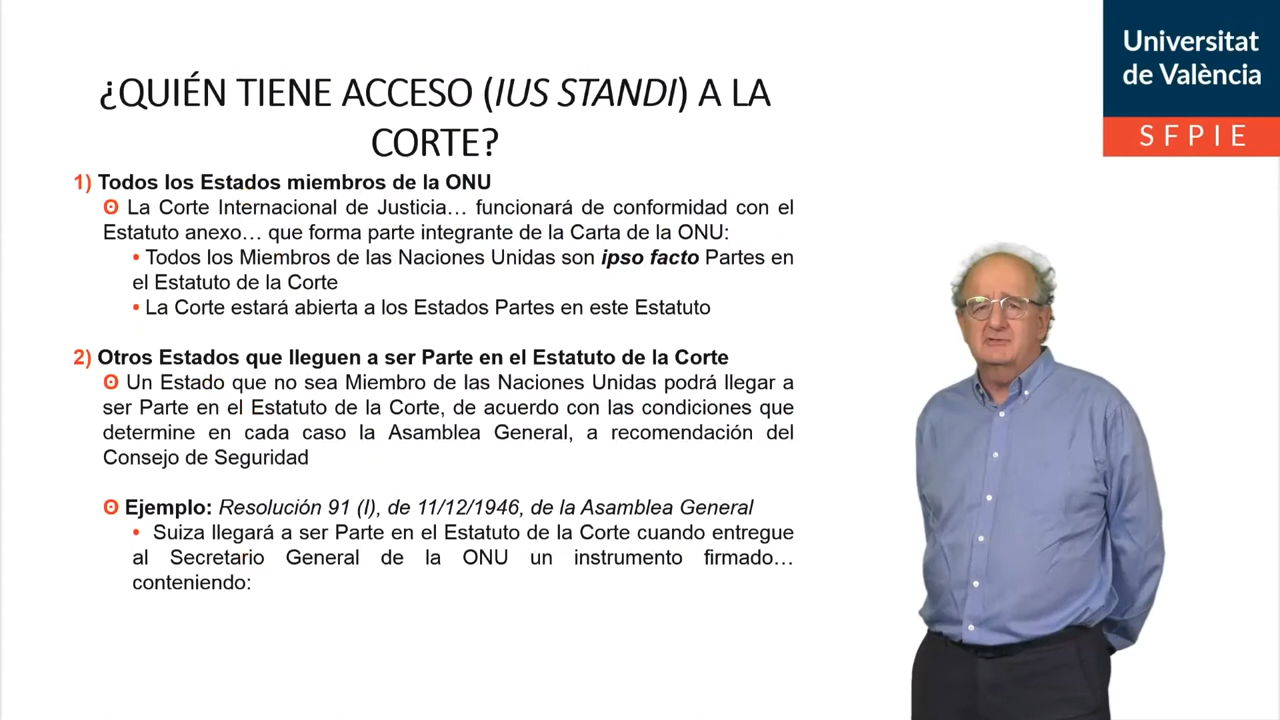 ¿QUIÉN TIENE ACCESO (IUS STANDI) A LA
CORTE?
1) Todos los Estados miembros de la ONU
ʘ La Corte Internacional de Justicia… funcionará de conformidad con el
Estatuto anexo… que forma parte integrante de la Carta de la ONU:
• Todos los Miembros de las Naciones Unidas son ipso facto Partes en
el Estatuto de la Corte
• La Corte estará abierta a los Estados Partes en este Estatuto
2) Otros Estados que lleguen a ser Parte en el Estatuto de la Corte
ʘ Un Estado que no sea Miembro de las Naciones Unidas podrá llegar a
ser Parte en el Estatuto de la Corte, de acuerdo con las condiciones que
determine en cada caso la Asamblea General, a recomendación del
Consejo de Seguridad
ʘ Ejemplo: Resolución 91 (I), de 11/12/1946, de la Asamblea General
• Suiza llegará a ser Parte en el Estatuto de la Corte cuando entregue
al Secretario General de la ONU un instrumento firmado…
conteniendo:
Universitat
de València
SFPIE